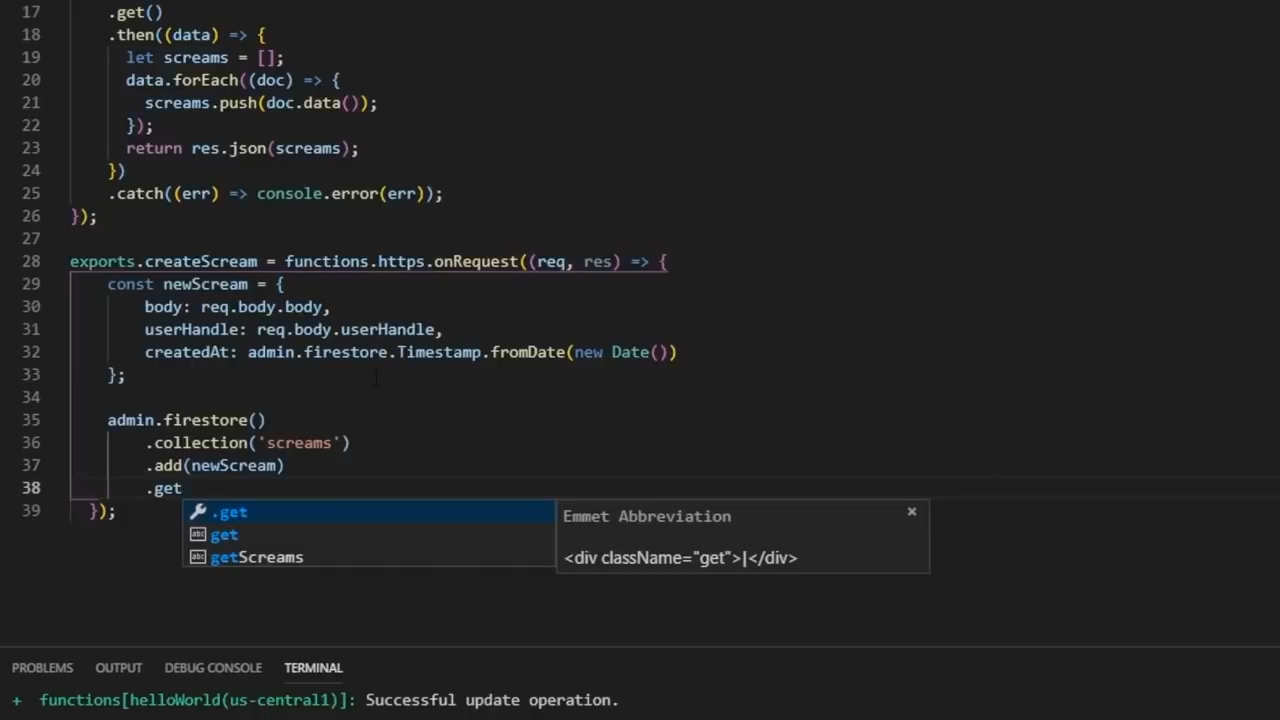 17 .get()
18 .then((data) => {
19 let screams = [];
20 data.forEach((doc) => {
21 screams.push(doc.data());
22 });
23 return res.json(screams);
24 })
25 .catch((err) => console.error(err));
26 });
27
28 exports.createScream = functions.https.onRequest((req, res) => {
29 const newScream = {
30 body: req.body.body,
31 userHandle: req.body.userHandle,
32 createdAt: admin.firestore.Timestamp.fromDate(new Date())
33 };
34
35 admin.firestore()
36 .collection('screams')
37 .add(newScream)
38 .get
39 });
.get
get
getScreams
Emmet Abbreviation ×
<div className="get">|</div>
PROBLEMS OUTPUT DEBUG CONSOLE TERMINAL
+ functions[helloWorld(us-central1)]: Successful update operation.